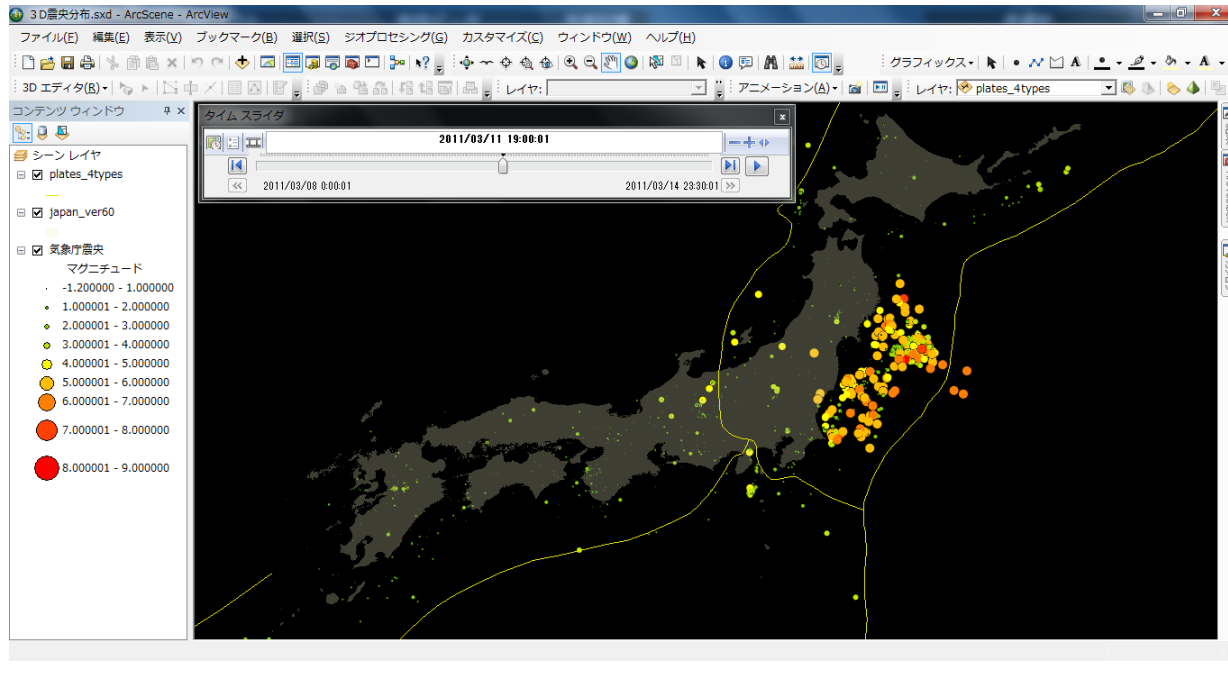 3D震央分布.sxd - ArcScene - ArcView
ファイル(F) 編集(E) 表示(V) ブックマーク(B) 選択(S) ジオプロセシング(G) カスタマイズ(C) ウィンドウ(W) ヘルプ(H)
グラフィックス
A A
3D エディタ(R) レイヤ: アニメーション(A) レイヤ: plates_4types
コンテンツ ウィンドウ
シーン レイヤ
plates_4types
japan_ver60
気象庁震央
マグニチュード
-1.200000 - 1.000000
1.000001 - 2.000000
2.000001 - 3.000000
3.000001 - 4.000000
4.000001 - 5.000000
5.000001 - 6.000000
6.000001 - 7.000000
7.000001 - 8.000000
8.000001 - 9.000000
タイム スライダ
2011/03/11 19:00:01
2011/03/08 0:00:01
2011/03/14 23:30:01